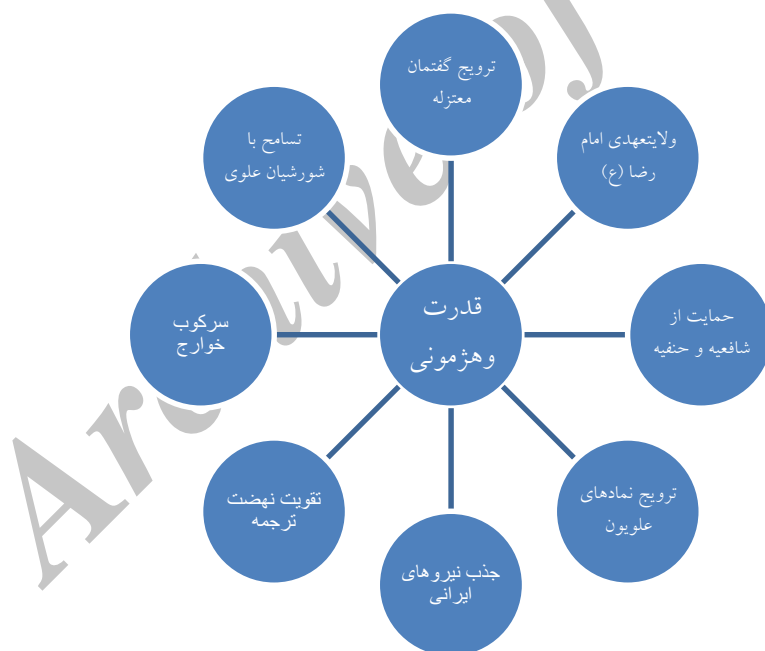 ترویج گفتمان
معتزله
ولایتعهدی امام
رضا (ع)
حمایت از
شافعیه و حنفیه
ترویج نمادهای
علویون
جذب نیروهای
ایرانی
تقویت نهضت
ترجمه
سرکوب
خوارج
تسامح با
شورشیان علوی
قدرت
وهژمونی